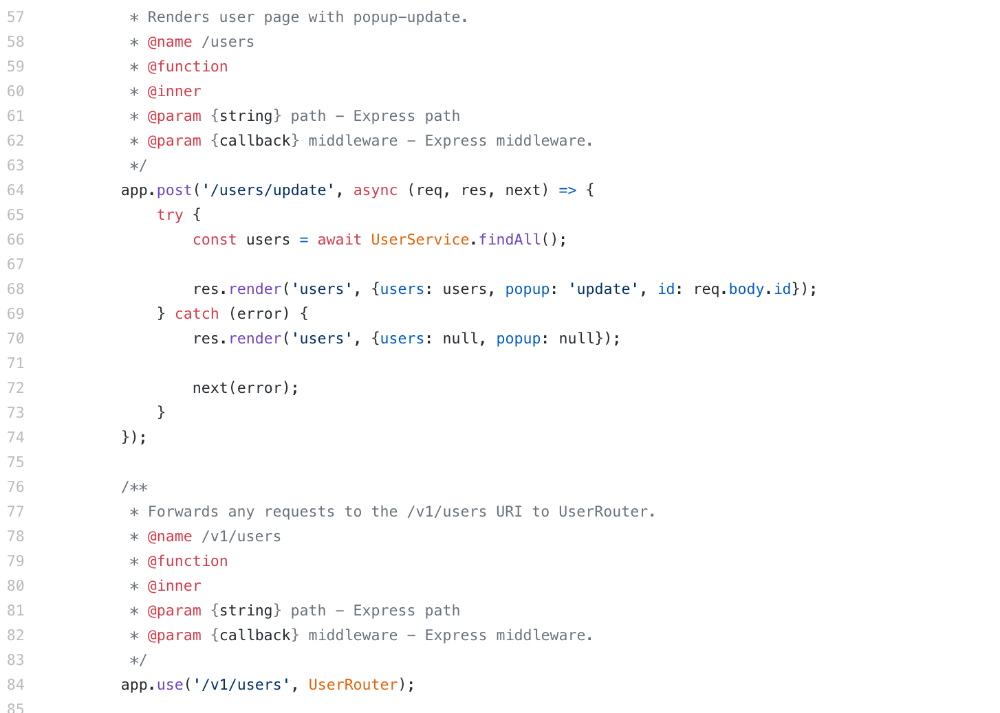 57 * Renders user page with popup-update.
58 * @name /users
59 * @function
60 * @inner
61 * @param {string} path - Express path
62 * @param {callback} middleware - Express middleware.
63 */
64 app.post('/users/update', async (req, res, next) => {
65 try {
66 const users = await UserService.findAll();
67
68 res.render('users', {users: users, popup: 'update', id: req.body.id});
69 } catch (error) {
70 res.render('users', {users: null, popup: null});
71
72 next(error);
73 }
74 });
75
76 /**
77 * Forwards any requests to the /v1/users URI to UserRouter.
78 * @name /v1/users
79 * @function
80 * @inner
81 * @param {string} path - Express path
82 * @param {callback} middleware - Express middleware.
83 */
84 app.use('/v1/users', UserRouter);
85